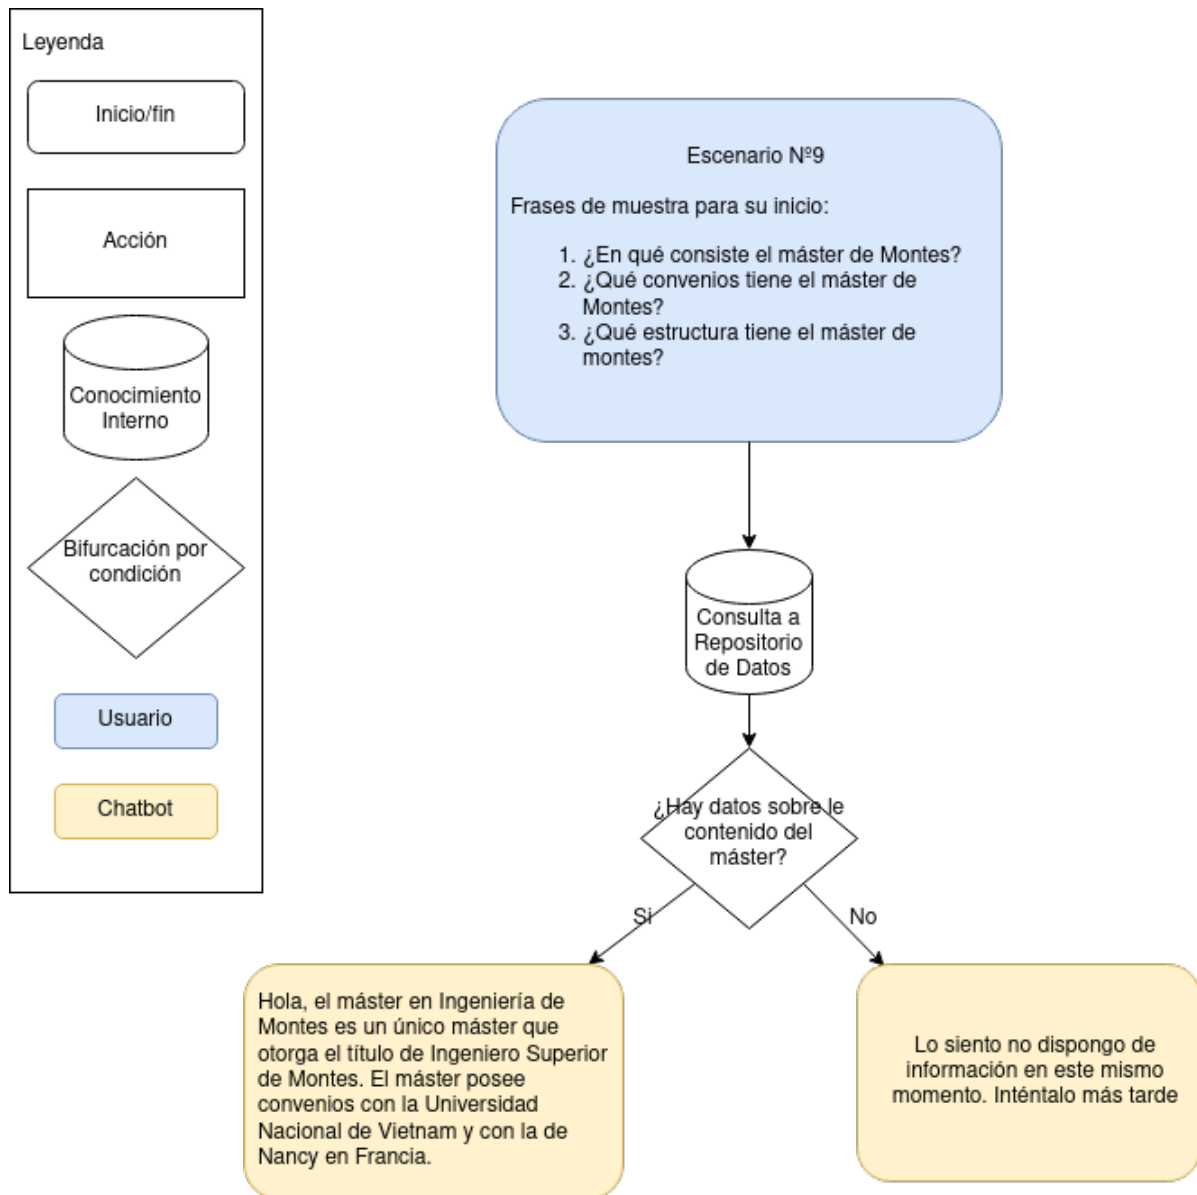 Leyenda
Inicio/fin
Acción
Conocimiento
Interno
Bifurcación por
condición
Usuario
Chatbot
Escenario Nº9
Frases de muestra para su inicio:
1. ¿En qué consiste el máster de Montes?
2. ¿Qué convenios tiene el máster de
Montes?
3. ¿Qué estructura tiene el máster de
montes?
Consulta a
Repositorio
de Datos
¿Hay datos sobre le
contenido del
máster?
Si
No
Hola, el máster en Ingeniería de
Montes es un único máster que
otorga el título de Ingeniero Superior
de Montes. El máster posee
convenios con la Universidad
Nacional de Vietnam y con la de
Nancy en Francia.
Lo siento no dispongo de
información en este mismo
momento. Inténtalo más tarde